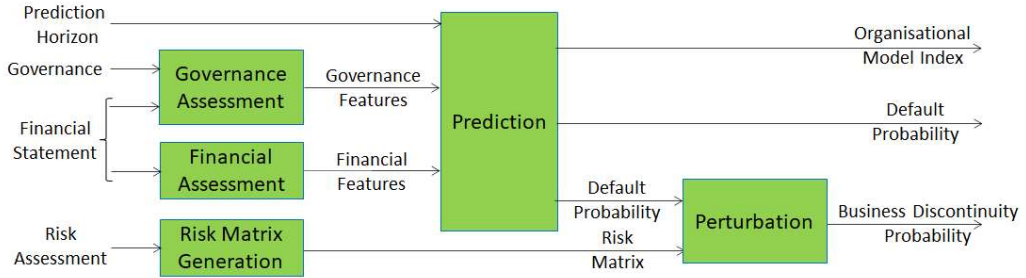 Prediction
Horizon
Governance
Financial
Statement
Risk
Assessment
Governance
Assessment
Financial
Assessment
Risk Matrix
Generation
Governance
Features
Financial
Features
Prediction
Default
Probability
Risk
Matrix
Perturbation
Organisational
Model Index
Default
Probability
Business Discontinuity
Probability